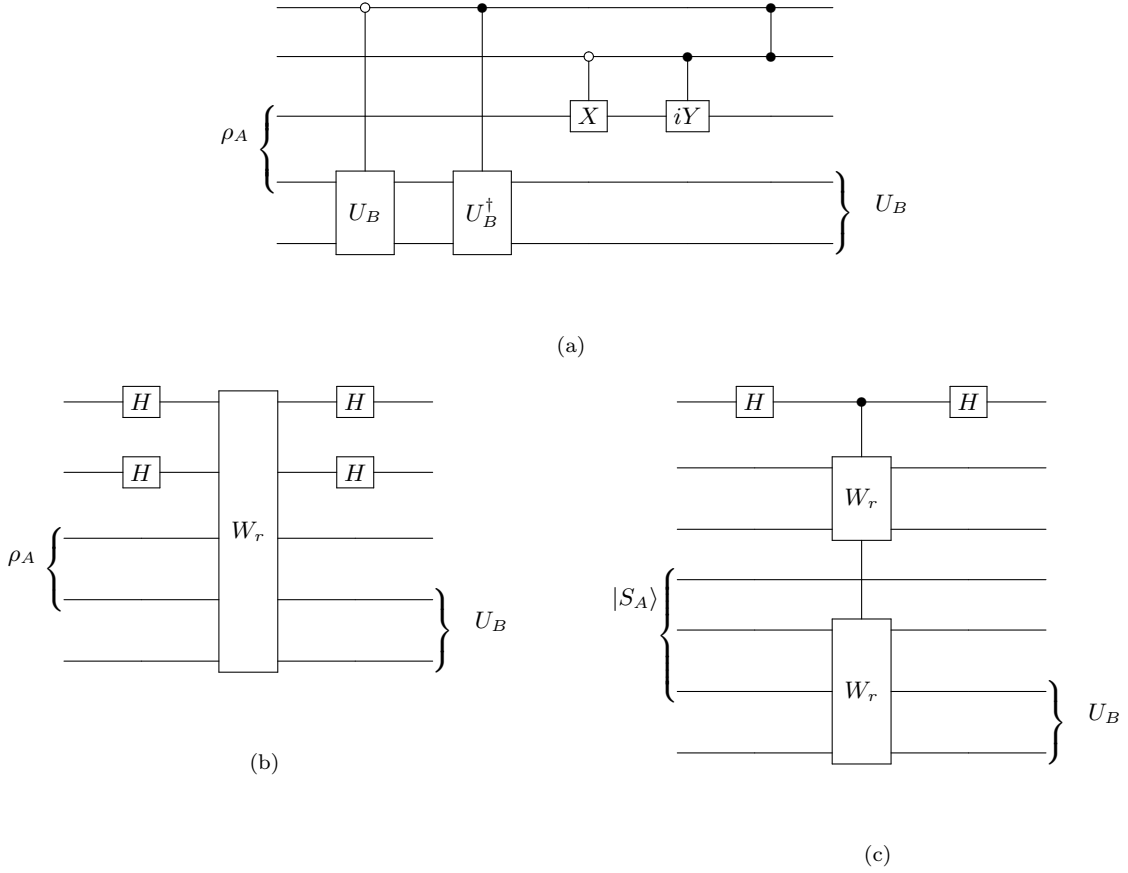 X iY
ρ_A
U_B U_B^† U_B
(a)
H H
H H
W_r
ρ_A
U_B
(b)
H H
W_r
|S_A⟩
W_r
U_B
(c)